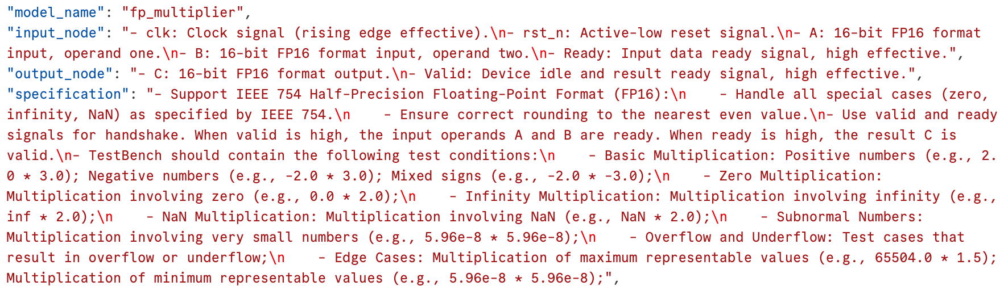 "model_name": "fp_multiplier",
"input_node": "- clk: Clock signal (rising edge effective).\n- rst_n: Active-low reset signal.\n- A: 16-bit FP16 format
input, operand one.\n- B: 16-bit FP16 format input, operand two.\n- Ready: Input data ready signal, high effective.",
"output_node": "- C: 16-bit FP16 format output.\n- Valid: Device idle and result ready signal, high effective.",
"specification": "- Support IEEE 754 Half-Precision Floating-Point Format (FP16):\n    - Handle all special cases (zero,
infinity, NaN) as specified by IEEE 754.\n    - Ensure correct rounding to the nearest even value.\n- Use valid and ready
signals for handshake. When valid is high, the input operands A and B are ready. When ready is high, the result C is
valid.\n- TestBench should contain the following test conditions:\n    - Basic Multiplication: Positive numbers (e.g., 2.
0 * 3.0); Negative numbers (e.g., -2.0 * 3.0); Mixed signs (e.g., -2.0 * -3.0);\n    - Zero Multiplication:
Multiplication involving zero (e.g., 0.0 * 2.0);\n    - Infinity Multiplication: Multiplication involving infinity (e.g.,
inf * 2.0);\n    - NaN Multiplication: Multiplication involving NaN (e.g., NaN * 2.0);\n    - Subnormal Numbers:
Multiplication involving very small numbers (e.g., 5.96e-8 * 5.96e-8);\n    - Overflow and Underflow: Test cases that
result in overflow or underflow;\n    - Edge Cases: Multiplication of maximum representable values (e.g., 65504.0 * 1.5);
Multiplication of minimum representable values (e.g., 5.96e-8 * 5.96e-8);",